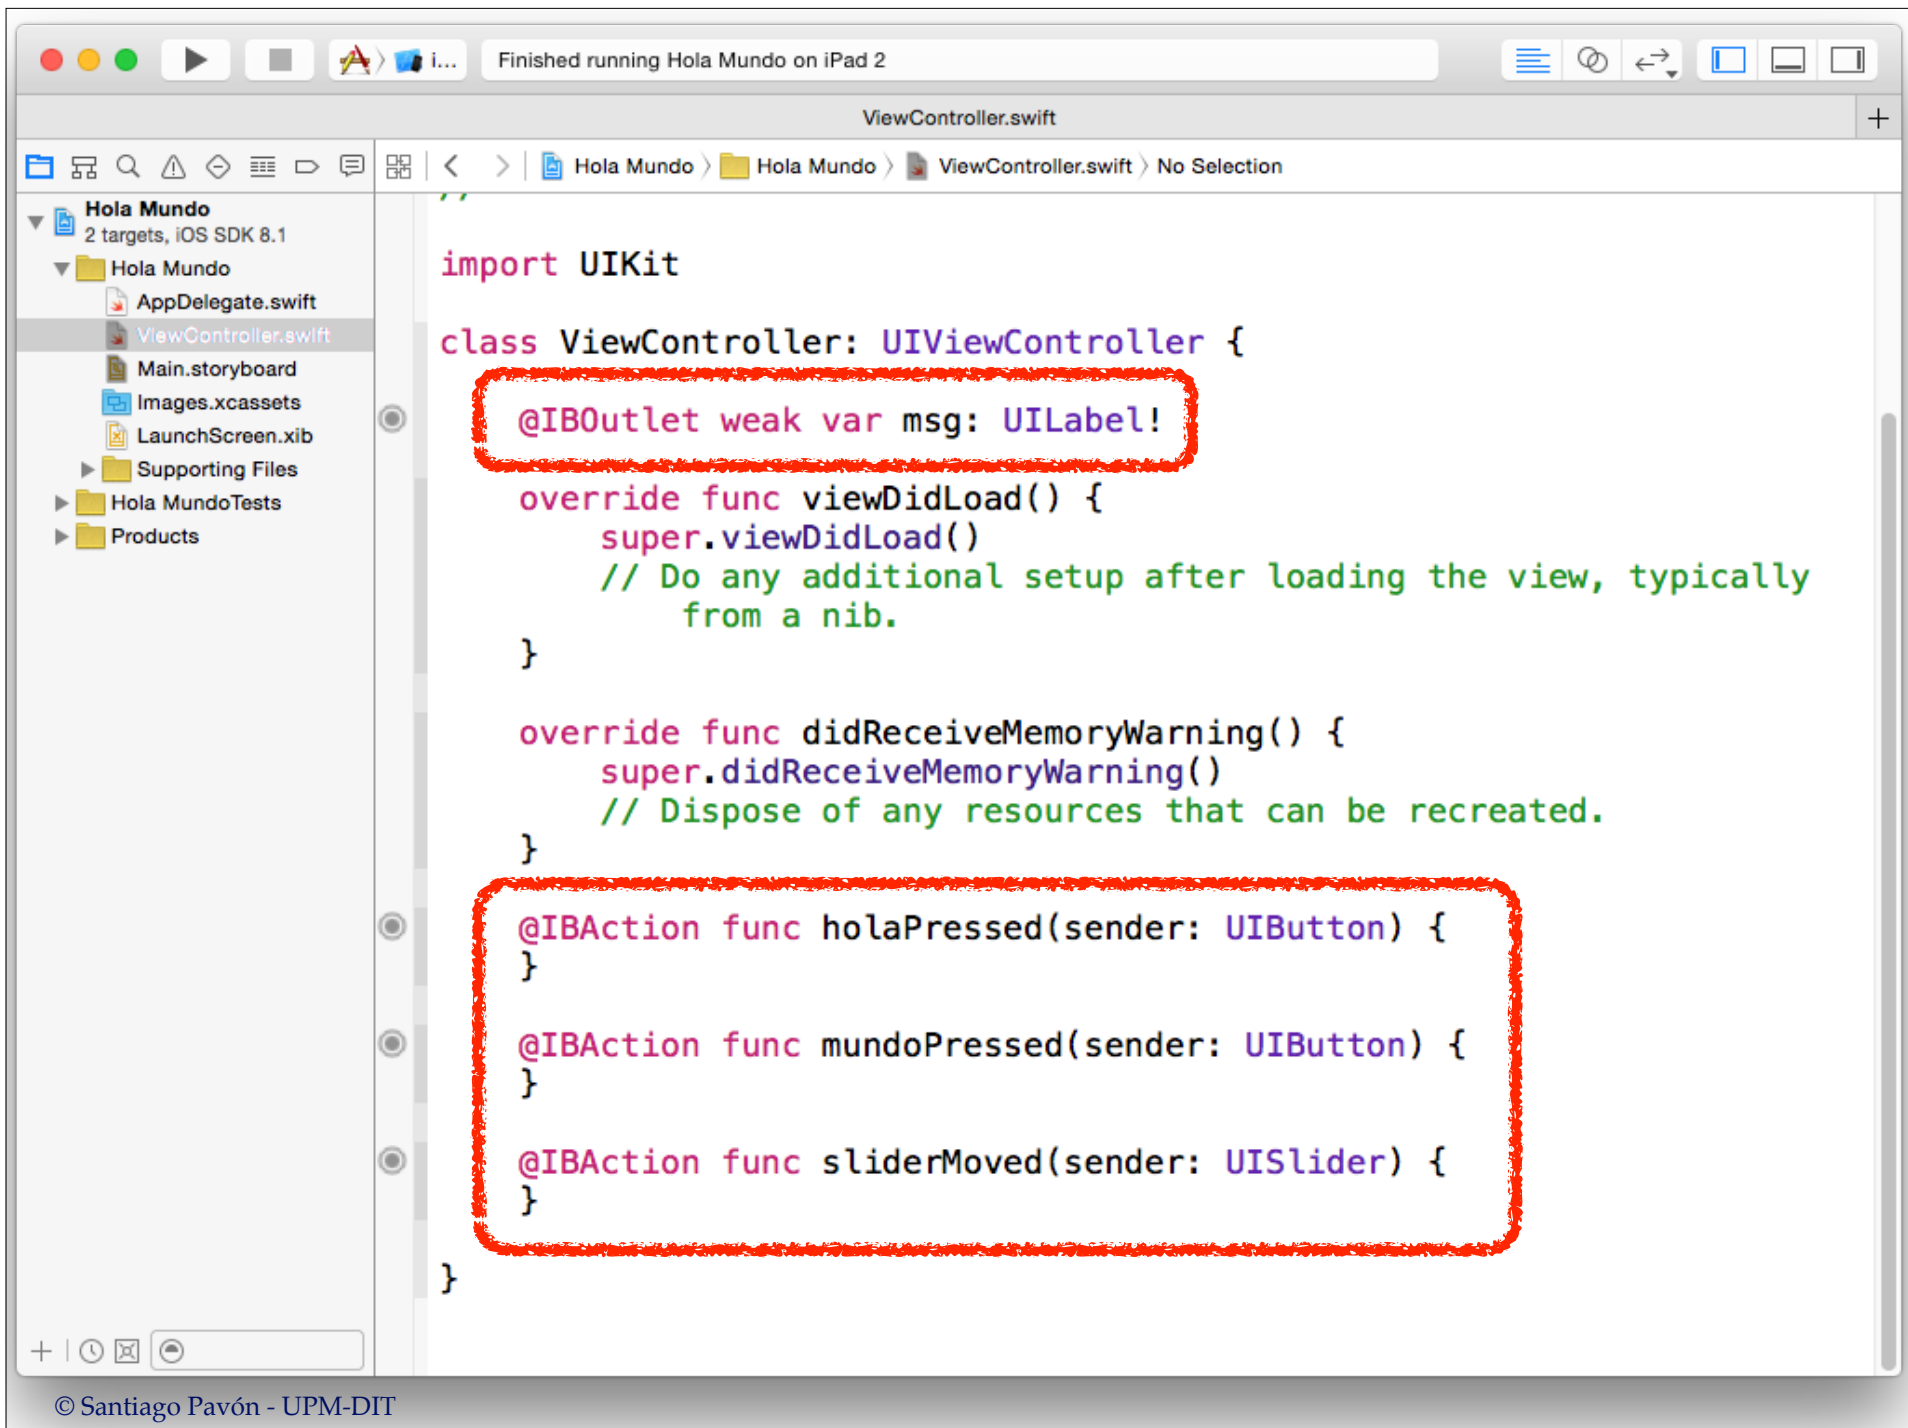 i... Finished running Hola Mundo on iPad 2
ViewController.swift
Hola Mundo Hola Mundo ViewController.swift No Selection
Hola Mundo
2 targets, iOS SDK 8.1
Hola Mundo
AppDelegate.swift
ViewController.swift
Main.storyboard
Images.xcassets
LaunchScreen.xib
Supporting Files
Hola MundoTests
Products
//
import UIKit
class ViewController: UIViewController {
@IBOutlet weak var msg: UILabel!
override func viewDidLoad() {
super.viewDidLoad()
// Do any additional setup after loading the view, typically
from a nib.
}
override func didReceiveMemoryWarning() {
super.didReceiveMemoryWarning()
// Dispose of any resources that can be recreated.
}
@IBAction func holaPressed(sender: UIButton) {
}
@IBAction func mundoPressed(sender: UIButton) {
}
@IBAction func sliderMoved(sender: UISlider) {
}
}
© Santiago Pavón - UPM-DIT